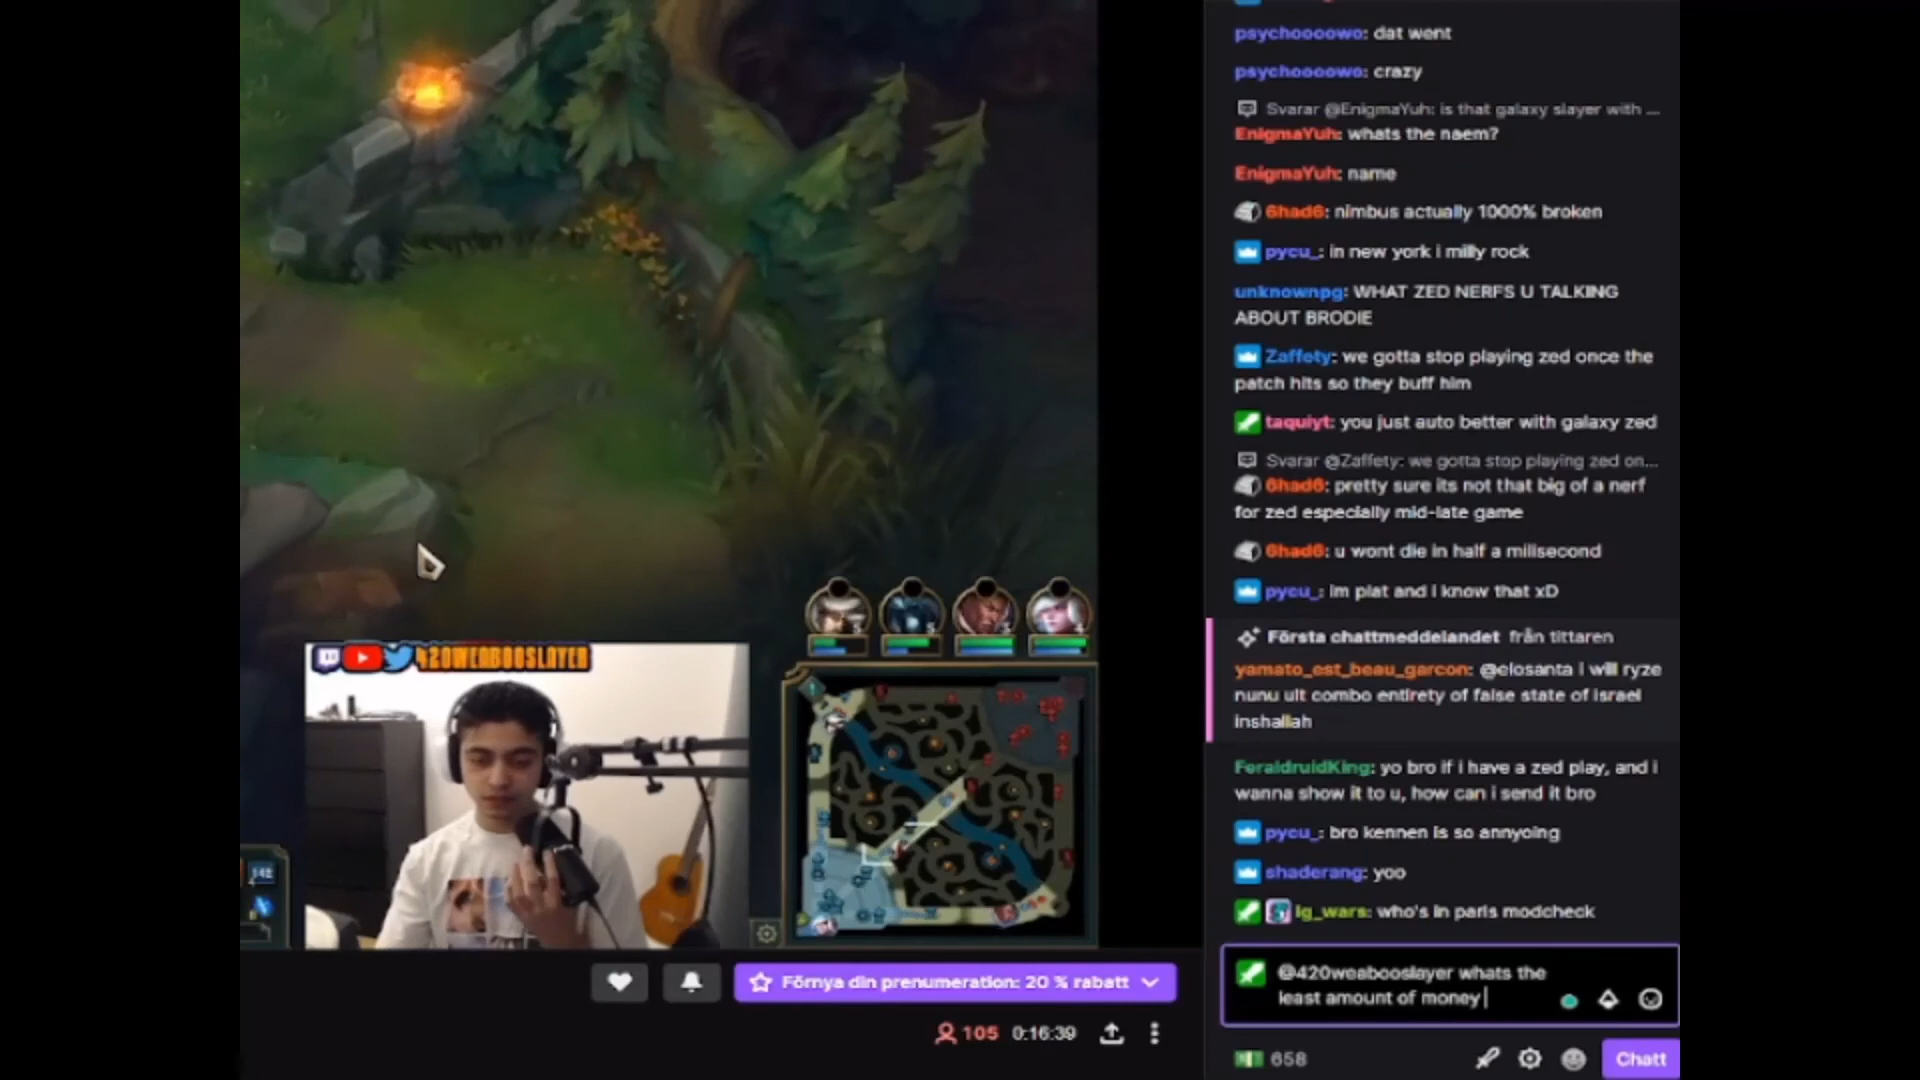 psychoooowo: dat went
psychoooowo: crazy
Svarar @EnigmaYuh: is that galaxy slayer with ...
EnigmaYuh: whats the naem?
EnigmaYuh: name
6had6: nimbus actually 1000% broken
pycu_: in new york i milly rock
unknownpg: WHAT ZED NERFS U TALKING
ABOUT BRODIE
Zaffety: we gotta stop playing zed once the
patch hits so they buff him
taquiyt: you just auto better with galaxy zed
Svarar @Zaffety: we gotta stop playing zed on...
6had6: pretty sure its not that big of a nerf
for zed especially mid-late game
6had6: u wont die in half a milisecond
pycu_: im plat and i know that xD
Första chattmeddelandet från tittaren
yamato_est_beau_garcon: @elosanta i will ryze
nunu ult combo entirety of false state of israel
inshallah
FeraldruidKing: yo bro if i have a zed play, and i
wanna show it to u, how can i send it bro
pycu_: bro kennen is so annyoing
shaderang: yoo
ig_wars: who's in paris modcheck
@420weabooslayer whats the
least amount of money
658
Chatt
420WEABOOSLAYER
142
Förnya din prenumeration: 20 % rabatt
105 0:16:39